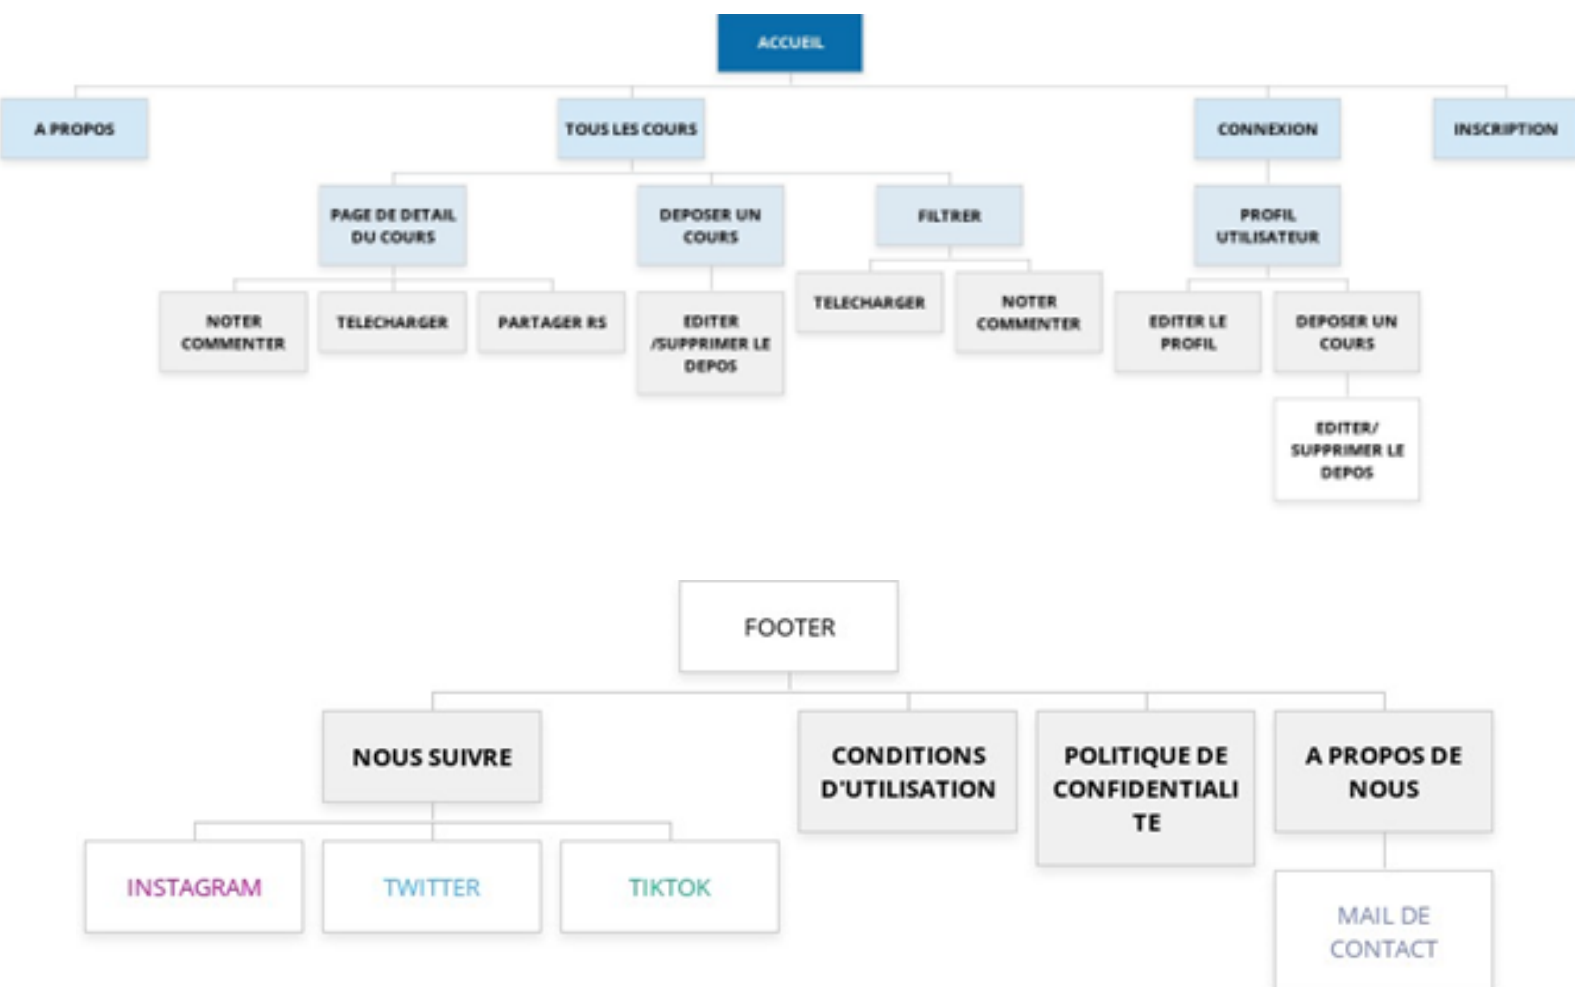 ACCUEIL
A PROPOS
TOUS LES COURS
CONNEXION
INSCRIPTION
PAGE DE DETAIL
DU COURS
DEPOSER UN
COURS
FILTRER
PROFIL
UTILISATEUR
NOTER
COMMENTER
TELECHARGER
PARTAGER RS
EDITER
/SUPPRIMER LE
DEPOS
TELECHARGER
NOTER
COMMENTER
EDITER LE
PROFIL
DEPOSER UN
COURS
EDITER/
SUPPRIMER LE
DEPOS
FOOTER
NOUS SUIVRE
CONDITIONS
D'UTILISATION
POLITIQUE DE
CONFIDENTIALI
TE
A PROPOS DE
NOUS
INSTAGRAM
TWITTER
TIKTOK
MAIL DE
CONTACT